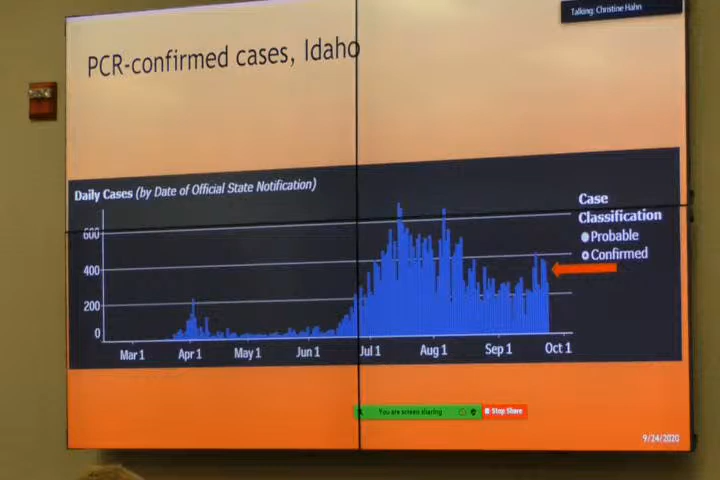 Talking: Christine Hahn
PCR-confirmed cases, Idaho
Daily Cases (by Date of Official State Notification)
Case
Classification
Probable
Confirmed
600
400
200
0
Mar 1 Apr 1 May 1 Jun 1 Jul 1 Aug 1 Sep 1 Oct 1
You are screen sharing Stop Share
9/24/2020